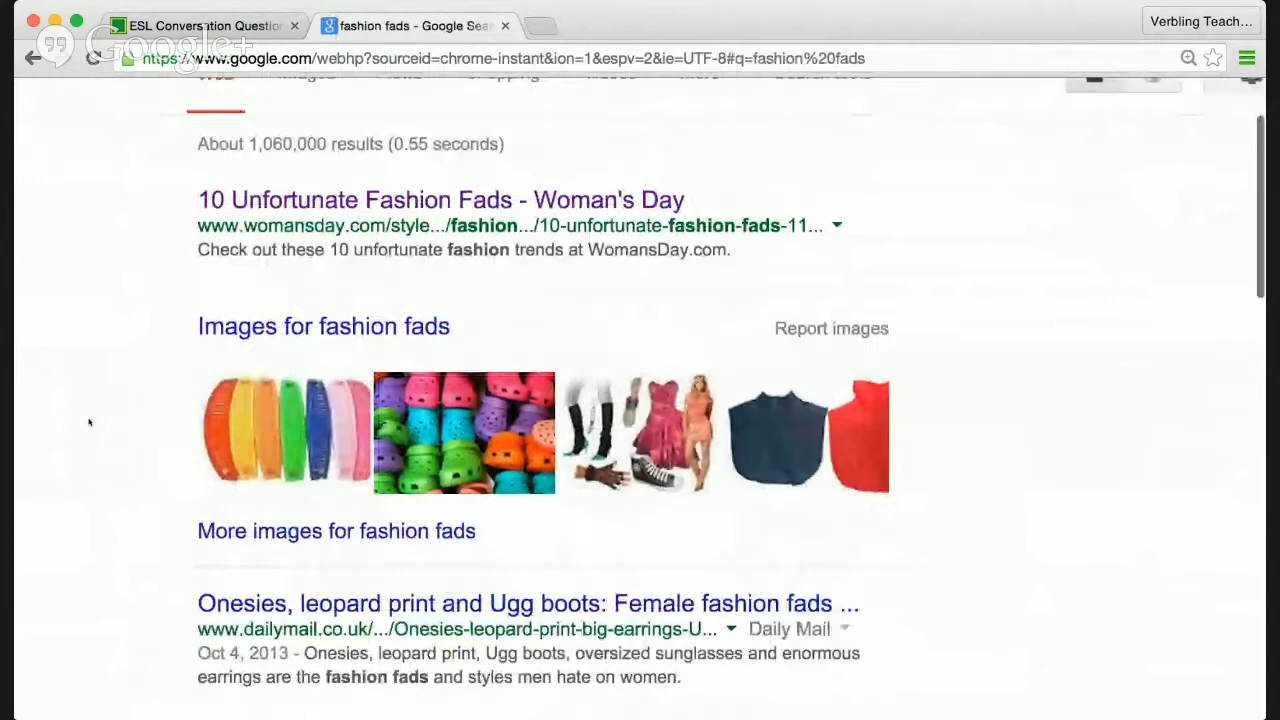 ESL Conversation Question
fashion fads - Google Sea
Verbling Teach...
Google+
https://www.google.com/webhp?sourceid=chrome-instant&ion=1&espv=2&ie=UTF-8#q=fashion%20fads
About 1,060,000 results (0.55 seconds)
10 Unfortunate Fashion Fads - Woman's Day
www.womansday.com/style.../fashion.../10-unfortunate-fashion-fads-11...
Check out these 10 unfortunate fashion trends at WomansDay.com.
Images for fashion fads
Report images
More images for fashion fads
Onesies, leopard print and Ugg boots: Female fashion fads ...
www.dailymail.co.uk/.../Onesies-leopard-print-big-earrings-U... Daily Mail
Oct 4, 2013 - Onesies, leopard print, Ugg boots, oversized sunglasses and enormous
earrings are the fashion fads and styles men hate on women.